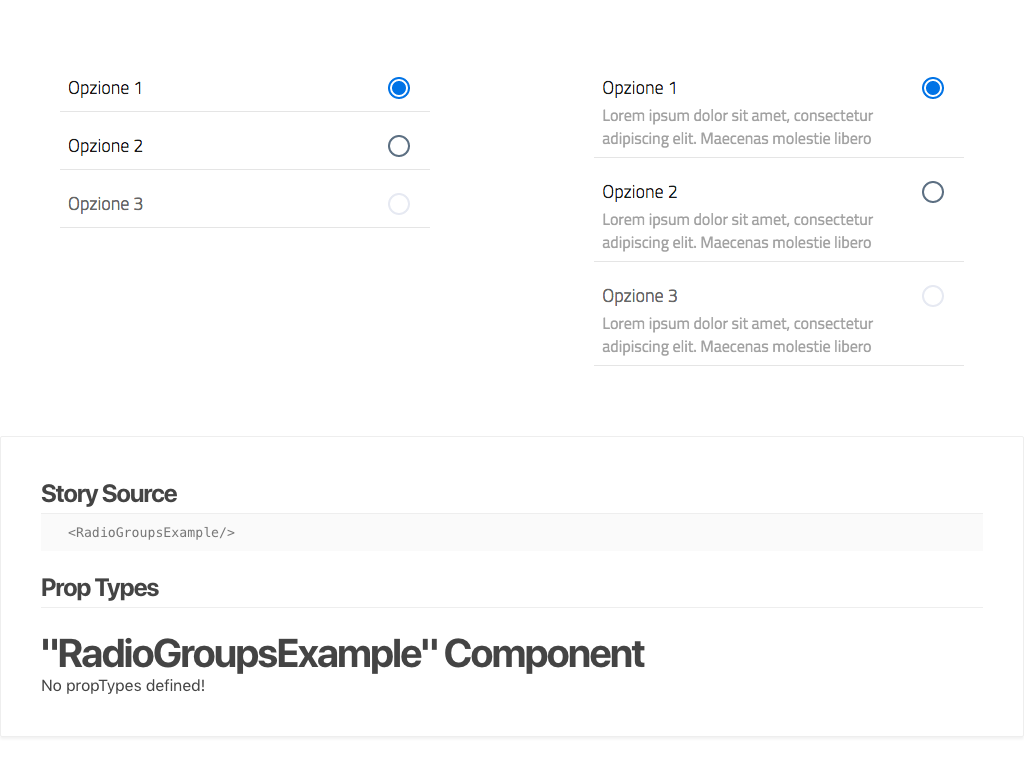 Opzione 1
Opzione 2
Opzione 3
Opzione 1
Lorem ipsum dolor sit amet, consectetur
adipiscing elit. Maecenas molestie libero
Opzione 2
Lorem ipsum dolor sit amet, consectetur
adipiscing elit. Maecenas molestie libero
Opzione 3
Lorem ipsum dolor sit amet, consectetur
adipiscing elit. Maecenas molestie libero
Story Source
<RadioGroupsExample/>
Prop Types
"RadioGroupsExample" Component
No propTypes defined!